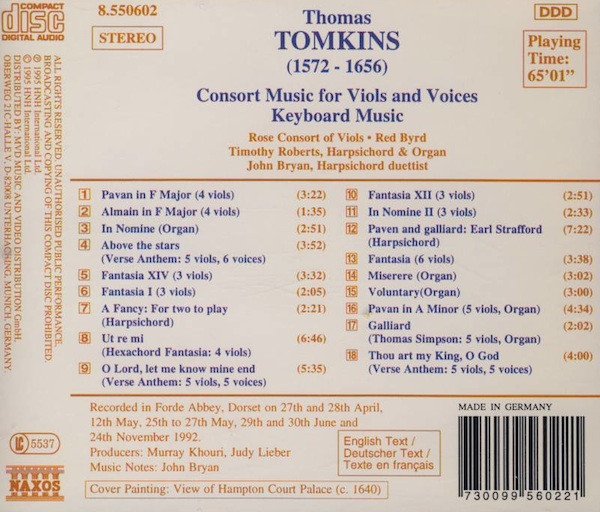 COMPACT
disc
DIGITAL AUDIO
8.550602
STEREO
Thomas
TOMKINS
(1572 - 1656)
DDD
Playing
Time:
65'01"
Consort Music for Viols and Voices
Keyboard Music
Rose Consort of Viols • Red Byrd
Timothy Roberts, Harpsichord & Organ
John Bryan, Harpsichord duettist
1 Pavan in F Major (4 viols) (3:22)
2 Almain in F Major (4 viols) (1:35)
3 In Nomine (Organ) (2:51)
4 Above the stars (3:52)
(Verse Anthem: 5 viols, 6 voices)
5 Fantasia XIV (3 viols) (3:32)
6 Fantasia I (3 viols) (2:05)
7 A Fancy: For two to play (2:21)
(Harpsichord)
8 Ut re mi (6:46)
(Hexachord Fantasia: 4 viols)
9 O Lord, let me know mine end (5:35)
(Verse Anthem: 5 viols, 5 voices)
10 Fantasia XII (3 viols) (2:51)
11 In Nomine II (3 viols) (2:33)
12 Paven and galliard: Earl Strafford (7:22)
(Harpsichord)
13 Fantasia (6 viols) (3:38)
14 Miserere (Organ) (3:02)
15 Voluntary(Organ) (3:00)
16 Pavan in A Minor (5 viols, Organ) (4:34)
17 Galliard (2:02)
(Thomas Simpson: 5 viols, Organ)
18 Thou art my King, O God (4:00)
(Verse Anthem: 5 viols, 5 voices)
Recorded in Forde Abbey, Dorset on 27th and 28th April,
12th May, 25th to 27th May, 29th and 30th June and
24th November 1992.
Producers: Murray Khouri, Judy Lieber
Music Notes: John Bryan
English Text /
Deutscher Text /
Texte en français
Cover Painting: View of Hampton Court Palace (c. 1640)
MADE IN GERMANY
730099 560221
ALL RIGHTS RESERVED. UNAUTHORISED PUBLIC PERFORMANCE,
BROADCASTING AND COPYING OF THIS COMPACT DISC PROHIBITED.
℗ 1995 HNH International Ltd.
© 1995 HNH International Ltd.
DISTRIBUTED BY: MVD MUSIC AND VIDEO DISTRIBUTION GmbH,
OBERWEG 21C-HALLE V, D-82008 UNTERHACHING, MUNICH, GERMANY
LC 5537
NAXOS